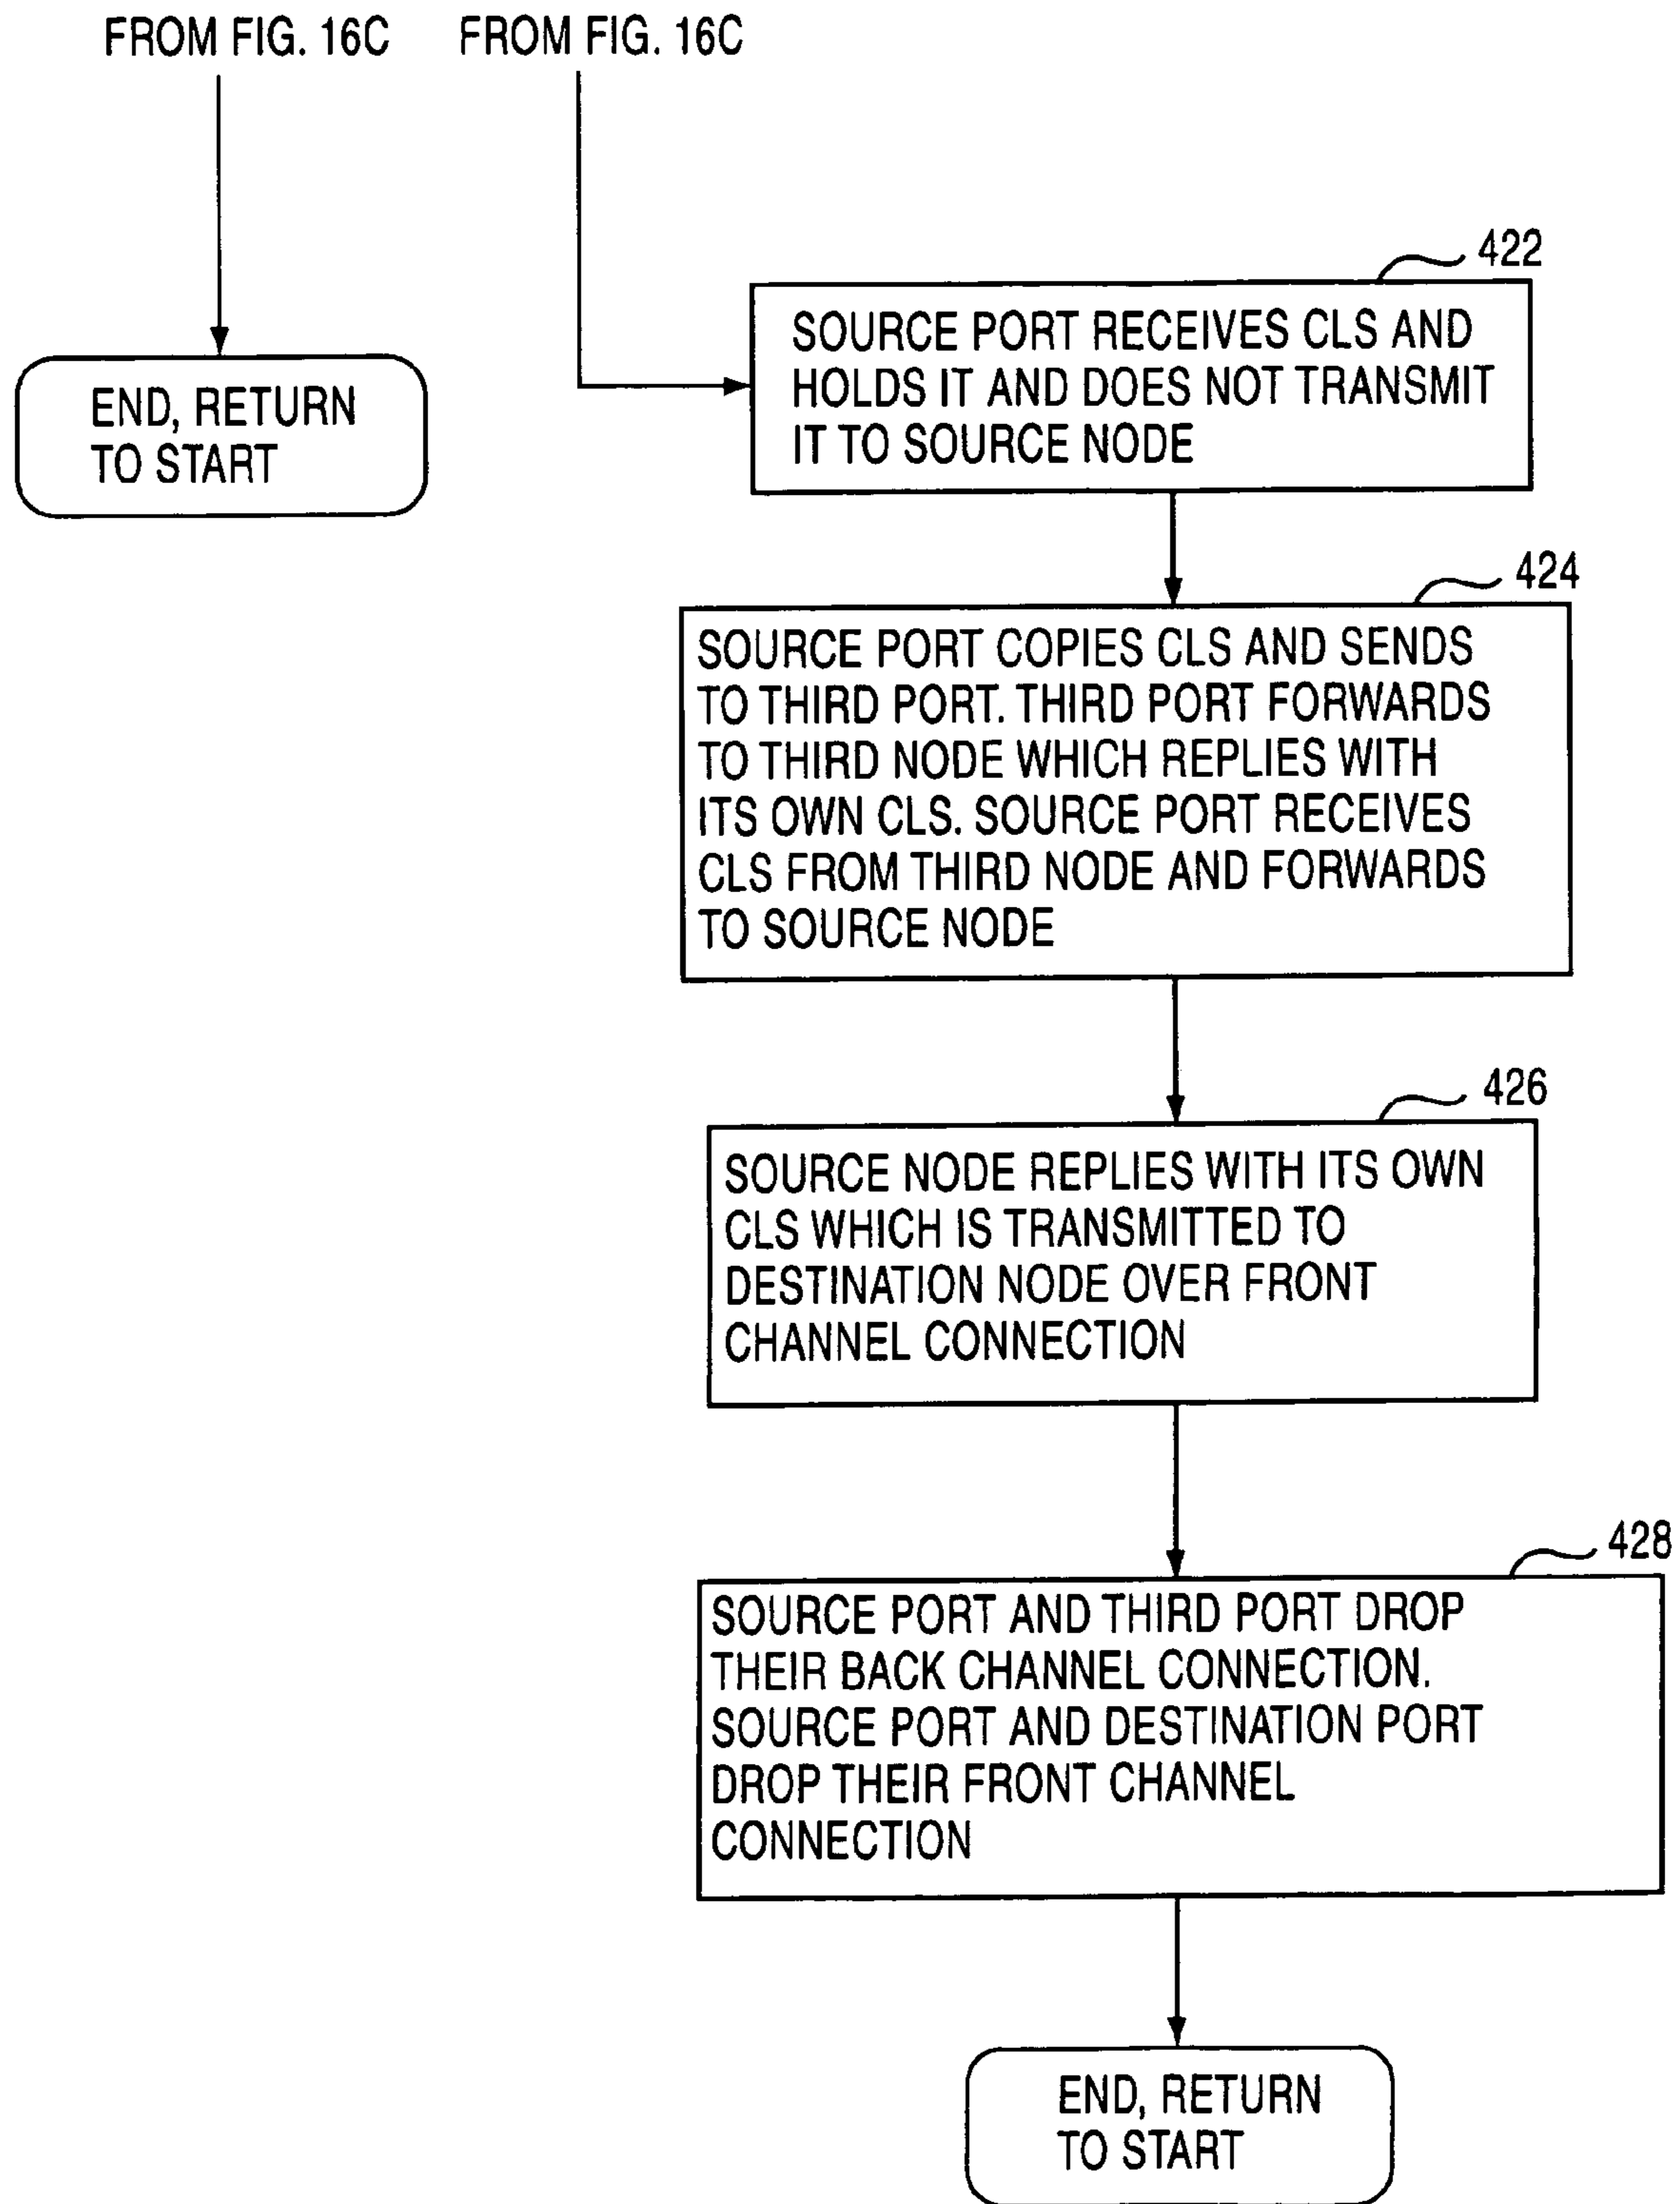 FROM FIG. 16C
FROM FIG. 16C
END, RETURN
TO START
422
SOURCE PORT RECEIVES CLS AND
HOLDS IT AND DOES NOT TRANSMIT
IT TO SOURCE NODE
424
SOURCE PORT COPIES CLS AND SENDS
TO THIRD PORT. THIRD PORT FORWARDS
TO THIRD NODE WHICH REPLIES WITH
ITS OWN CLS. SOURCE PORT RECEIVES
CLS FROM THIRD NODE AND FORWARDS
TO SOURCE NODE
426
SOURCE NODE REPLIES WITH ITS OWN
CLS WHICH IS TRANSMITTED TO
DESTINATION NODE OVER FRONT
CHANNEL CONNECTION
428
SOURCE PORT AND THIRD PORT DROP
THEIR BACK CHANNEL CONNECTION.
SOURCE PORT AND DESTINATION PORT
DROP THEIR FRONT CHANNEL
CONNECTION
END, RETURN
TO START